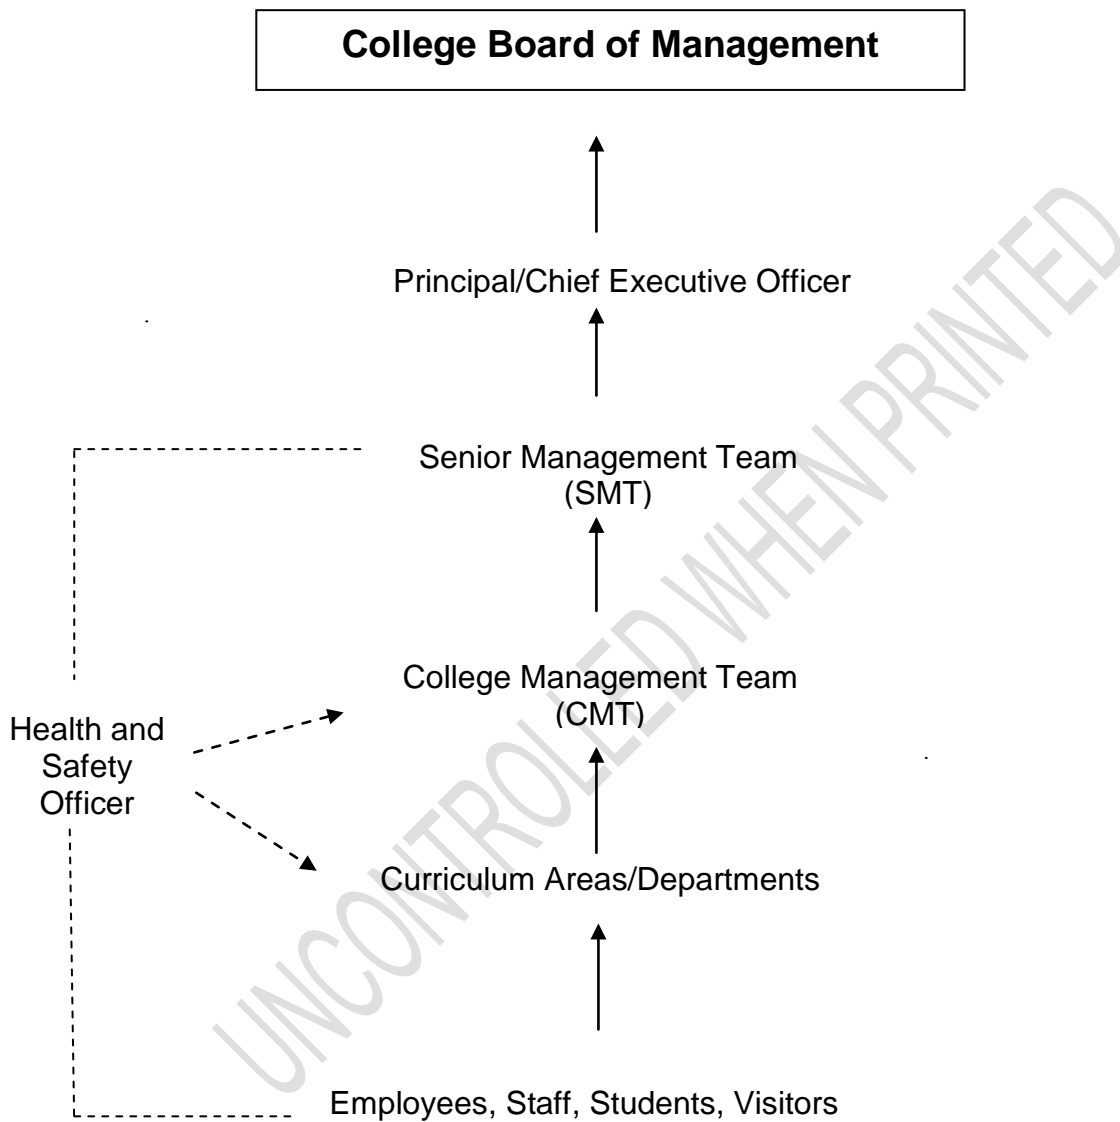 College Board of Management
Principal/Chief Executive Officer
Senior Management Team
(SMT)
College Management Team
(CMT)
Health and
Safety
Officer
Curriculum Areas/Departments
Employees, Staff, Students, Visitors
UNCONTROLLED WHEN PRINTED